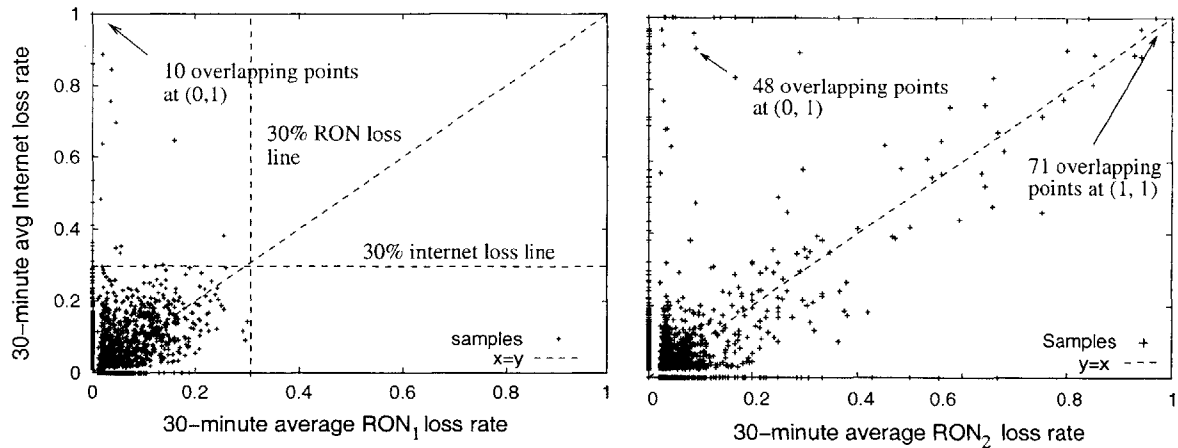 30−minute avg Internet loss rate
1
0.8
0.6
0.4
0.2
0
10 overlapping points
at (0,1)
30% RON loss
line
30% internet loss line
samples
x=y
0
0.2
0.4
0.6
0.8
1
30−minute average RON1 loss rate
48 overlapping points
at (0, 1)
71 overlapping
points at (1, 1)
Samples
y=x
0
0.2
0.4
0.6
0.8
1
30−minute average RON2 loss rate